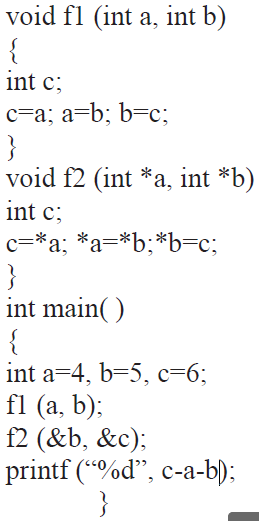 void f1 (int a, int b)
{
int c;
c=a; a=b; b=c;
}
void f2 (int *a, int *b)
int c;
c=*a; *a=*b;*b=c;
}
int main( )
{
int a=4, b=5, c=6;
f1 (a, b);
f2 (&b, &c);
printf (“%d”, c-a-b);
}